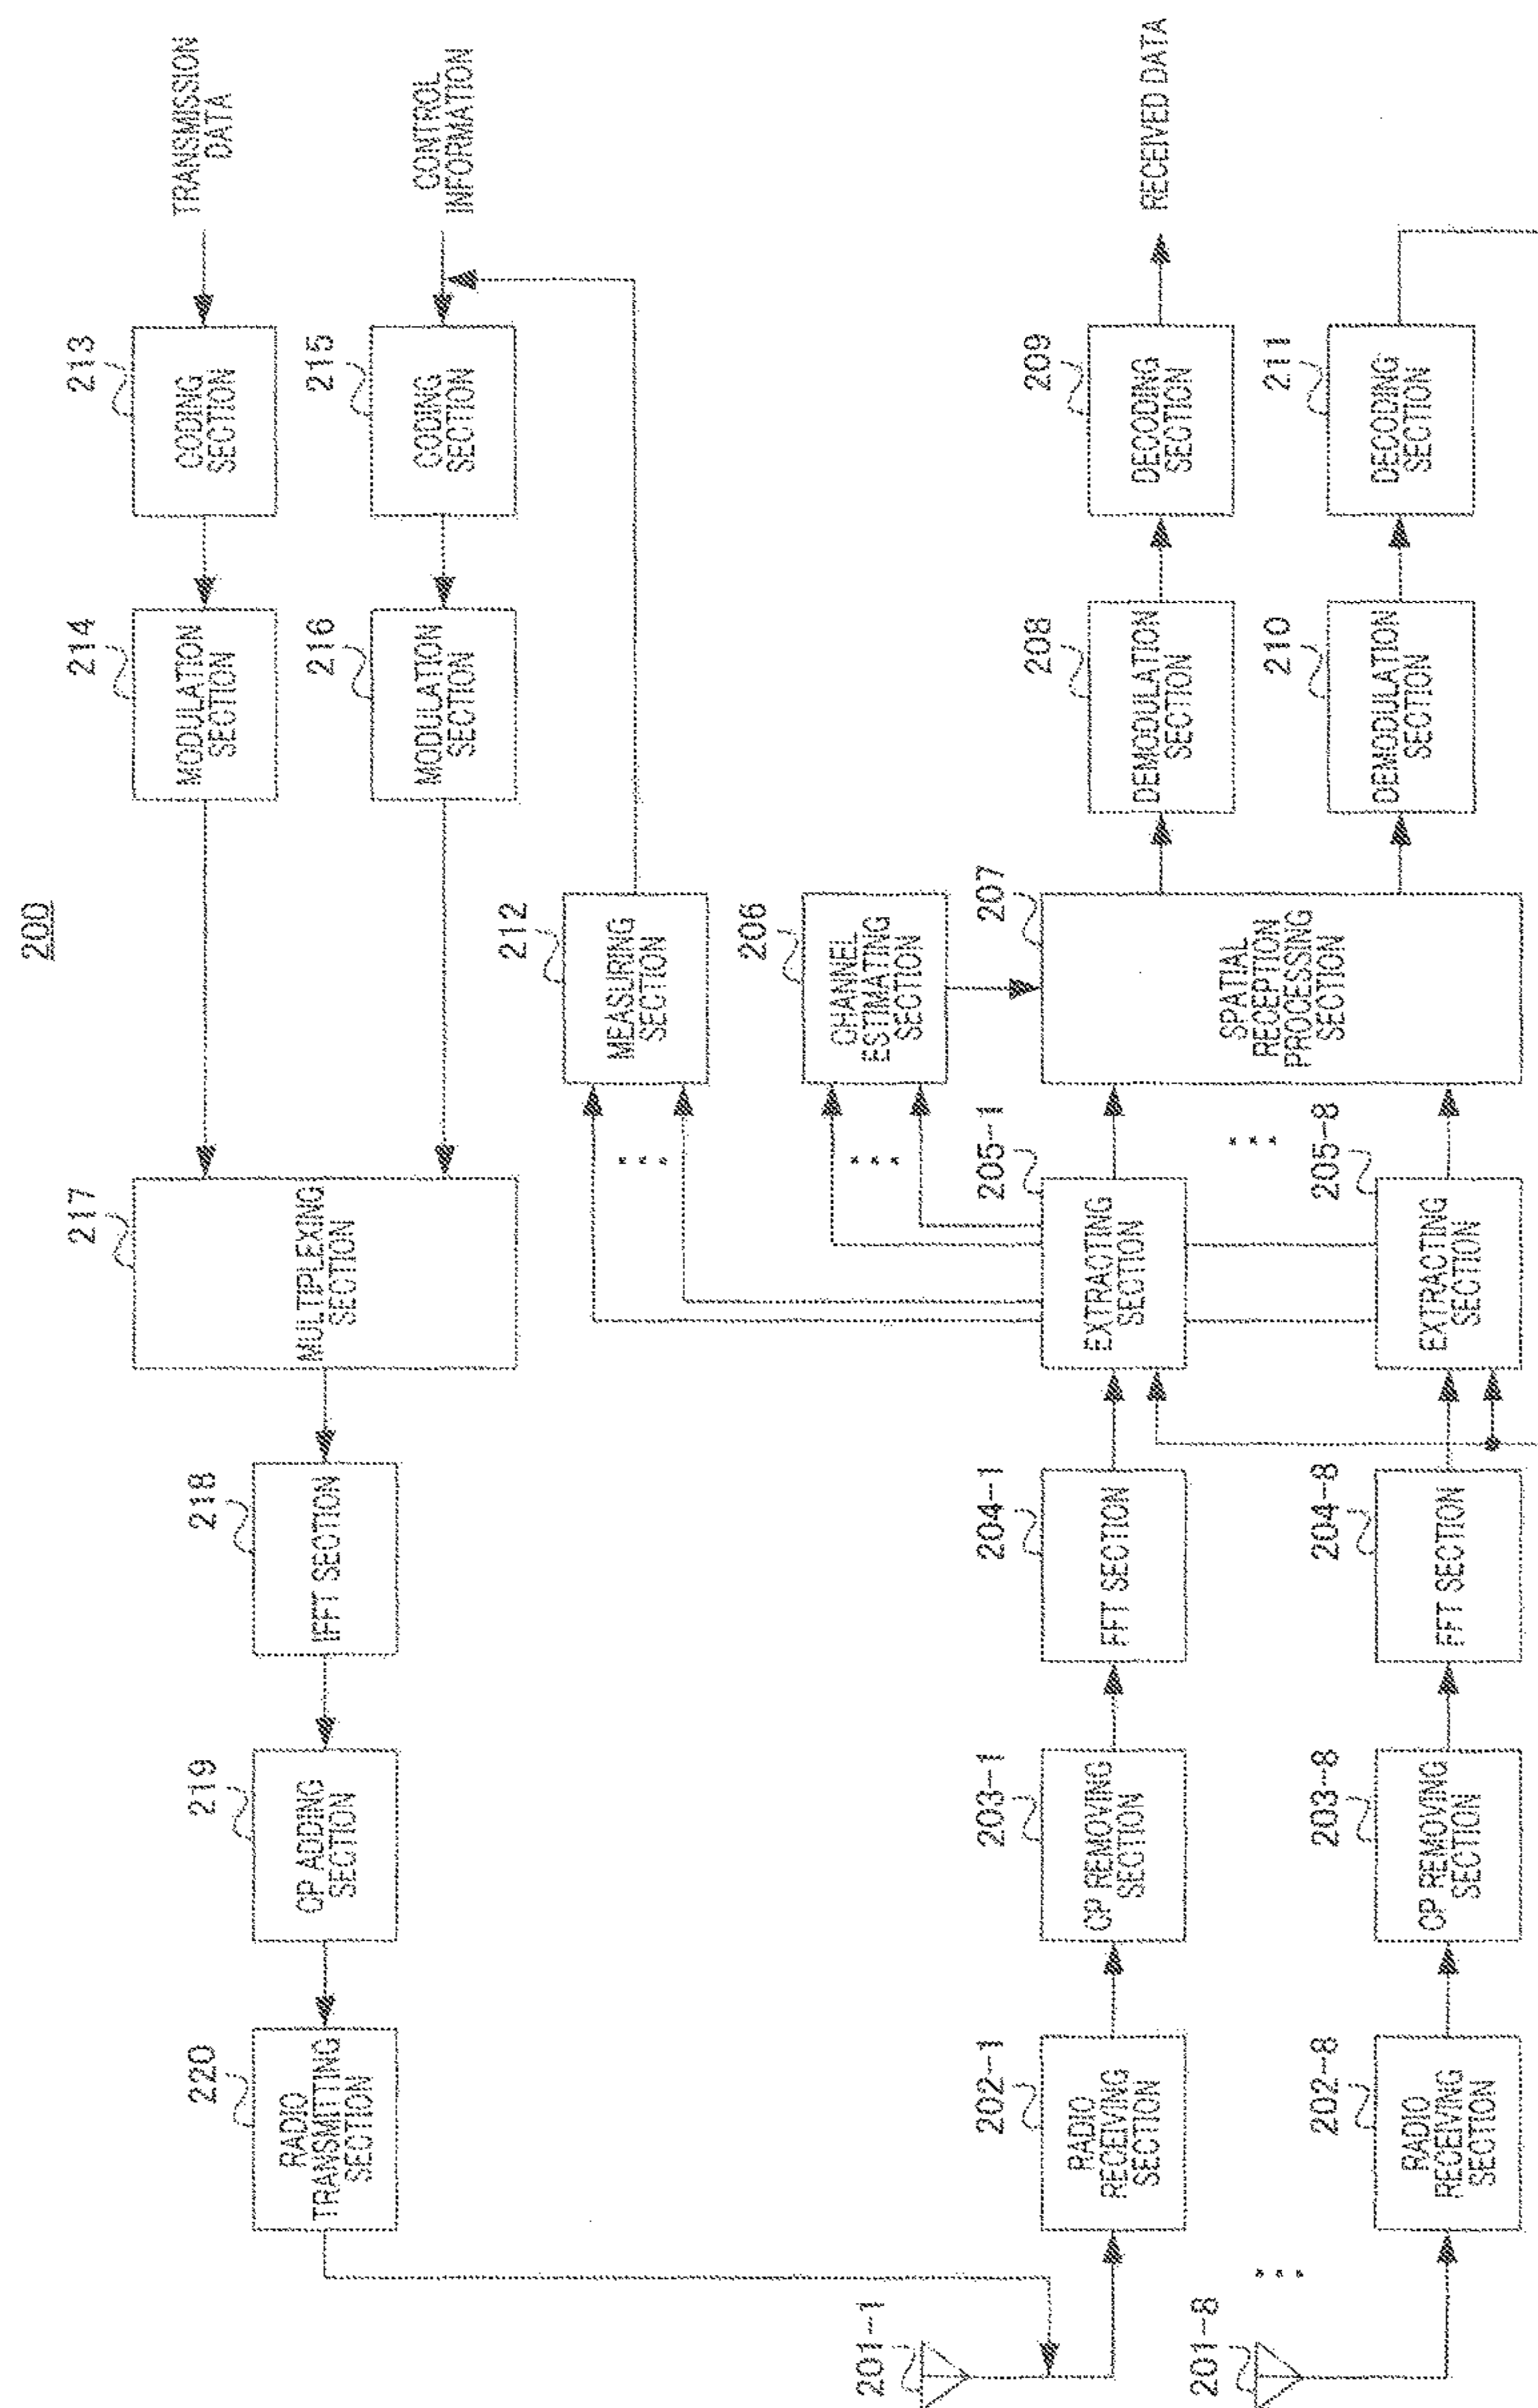 200
TRANSMISSION
DATA
213
CODING
SECTION
214
MODULATION
SECTION
217
MULTIPLEXING
SECTION
218
IFFT SECTION
219
CP ADDING
SECTION
220
RADIO
TRANSMITTING
SECTION
CONTROL
INFORMATION
215
CODING
SECTION
216
MODULATION
SECTION
212
MEASURING
SECTION
206
CHANNEL
ESTIMATING
SECTION
201-1
202-1
RADIO
RECEIVING
SECTION
203-1
CP REMOVING
SECTION
204-1
FFT SECTION
205-1
EXTRACTING
SECTION
207
SPATIAL
RECEPTION
PROCESSING
SECTION
208
DEMODULATION
SECTION
209
DECODING
SECTION
RECEIVED DATA
201-8
202-8
RADIO
RECEIVING
SECTION
203-8
CP REMOVING
SECTION
204-8
FFT SECTION
205-8
EXTRACTING
SECTION
210
DEMODULATION
SECTION
211
DECODING
SECTION